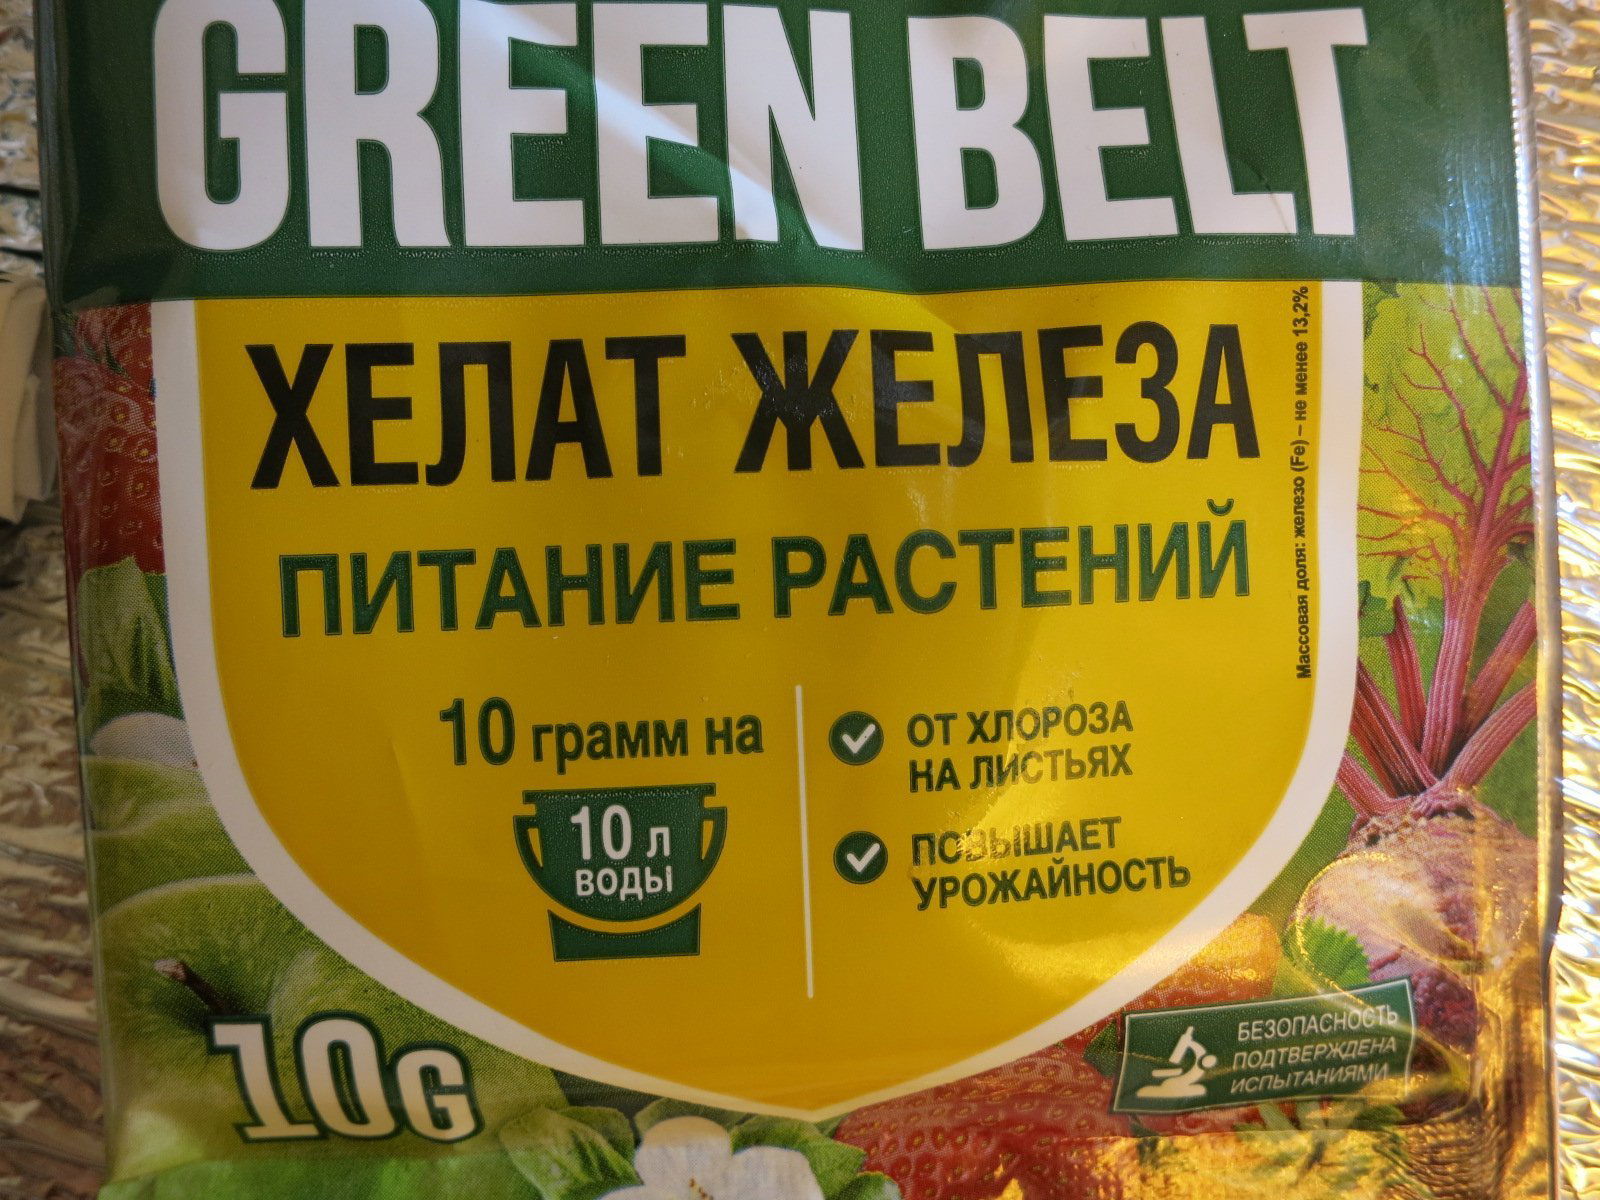 GREEN BELT
ХЕЛАТ ЖЕЛЕЗА
ПИТАНИЕ РАСТЕНИЙ
Массовая доля: железо (Fe) – не менее 13,2%
10 грамм на
10 л
воды
ОТ ХЛОРОЗА
НА ЛИСТЬЯХ
ПОВЫШАЕТ
УРОЖАЙНОСТЬ
10G
БЕЗОПАСНОСТЬ
ПОДТВЕРЖДЕНА
ИСПЫТАНИЯМИ